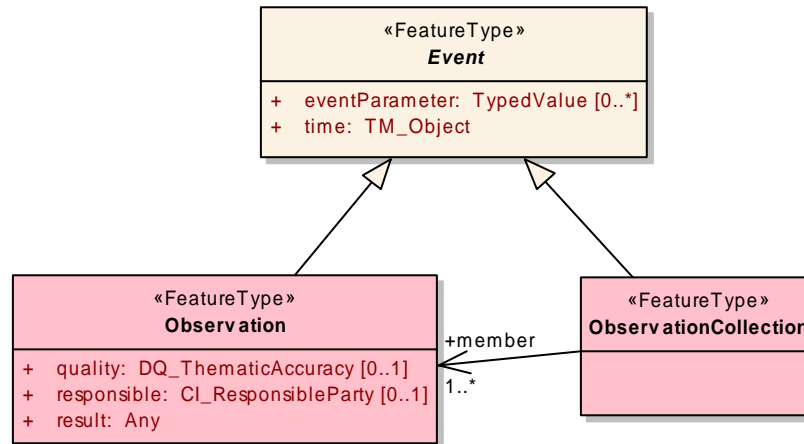 «FeatureType»
Event
+ eventParameter: TypedValue [0..*]
+ time: TM_Object
«FeatureType»
Observation
+ quality: DQ_ThematicAccuracy [0..1]
+ responsible: CI_ResponsibleParty [0..1]
+ result: Any
+member
1..*
«FeatureType»
ObservationCollection